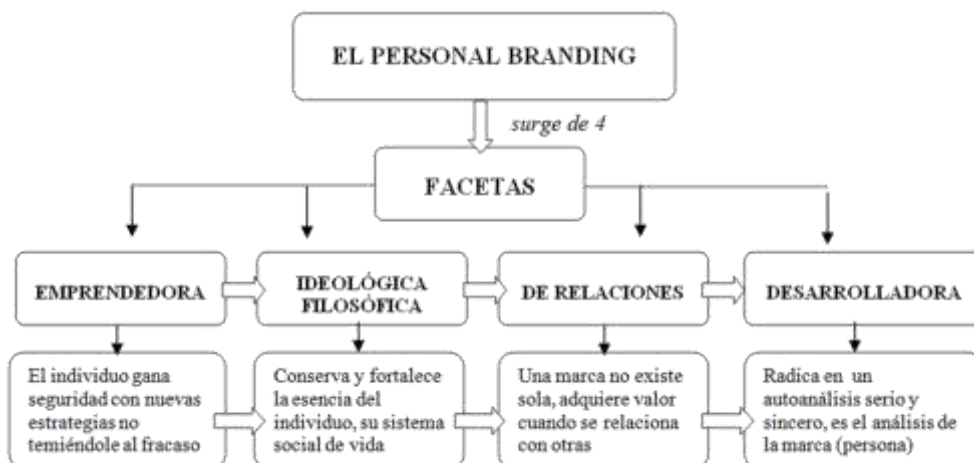 EL PERSONAL BRANDING
surge de 4
FACETAS
EMPRENDEDORA
IDEOLÓGICA
FILOSÓFICA
DE RELACIONES
DESARROLLADORA
El individuo gana
seguridad con nuevas
estrategias no
temiéndole al fracaso
Conserva y fortalece
la esencia del
individuo, su sistema
social de vida
Una marca no existe
sola, adquiere valor
cuando se relaciona
con otras
Radica en un
autoanálisis serio y
sincero, es el análisis de
la marca (persona)